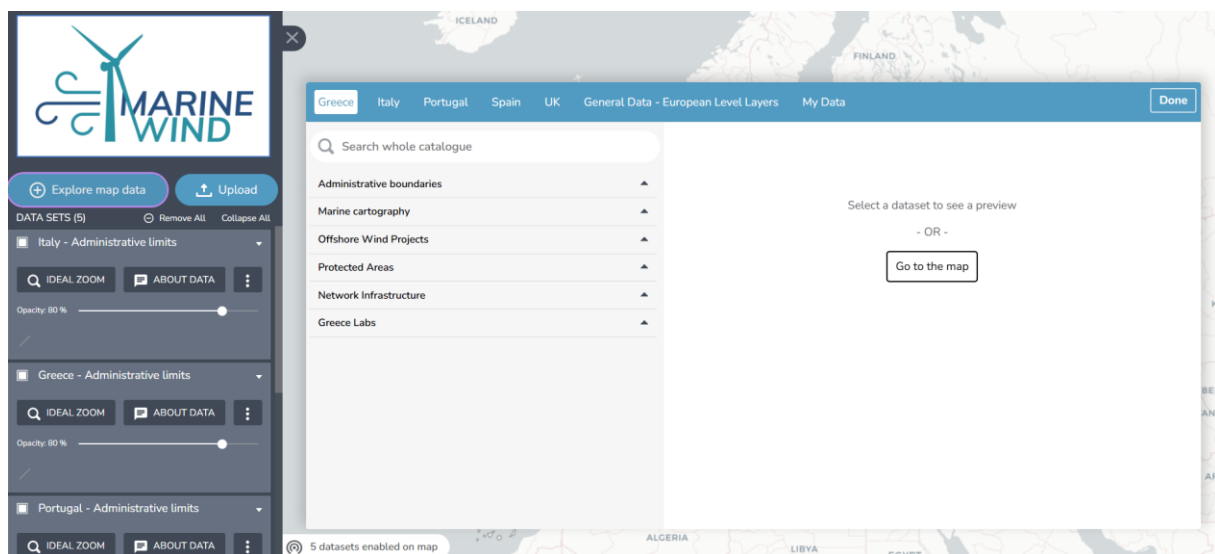 MARINE
WIND
Explore map data
Upload
DATA SETS (5)
Remove All
Collapse All
Italy - Administrative limits
IDEAL ZOOM
ABOUT DATA
Opacity: 80 %
Greece - Administrative limits
IDEAL ZOOM
ABOUT DATA
Opacity: 80 %
Portugal - Administrative limits
IDEAL ZOOM
ABOUT DATA
ICELAND
FINLAND
Greece Italy Portugal Spain UK General Data - European Level Layers My Data Done
Search whole catalogue
Administrative boundaries
Marine cartography
Offshore Wind Projects
Protected Areas
Network Infrastructure
Greece Labs
Select a dataset to see a preview
- OR -
Go to the map
5 datasets enabled on map
ALGERIA
LIBYA